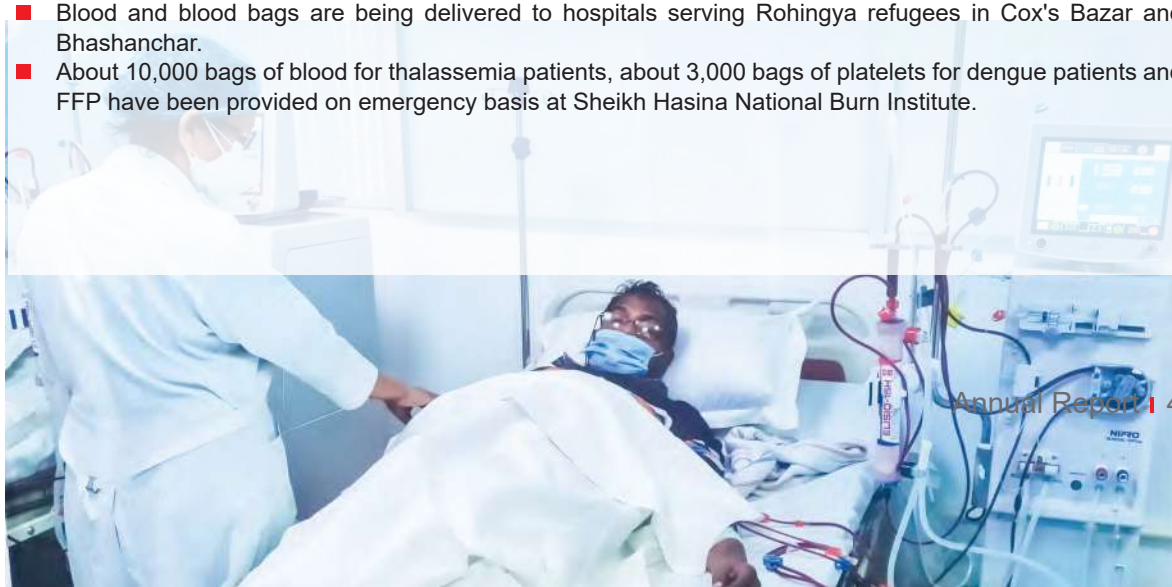 Blood and blood bags are being delivered to hospitals serving Rohingya refugees in Cox's Bazar and
Bhashanchar.
About 10,000 bags of blood for thalassemia patients, about 3,000 bags of platelets for dengue patients and
FFP have been provided on emergency basis at Sheikh Hasina National Burn Institute.
Annual Report
NIPRO